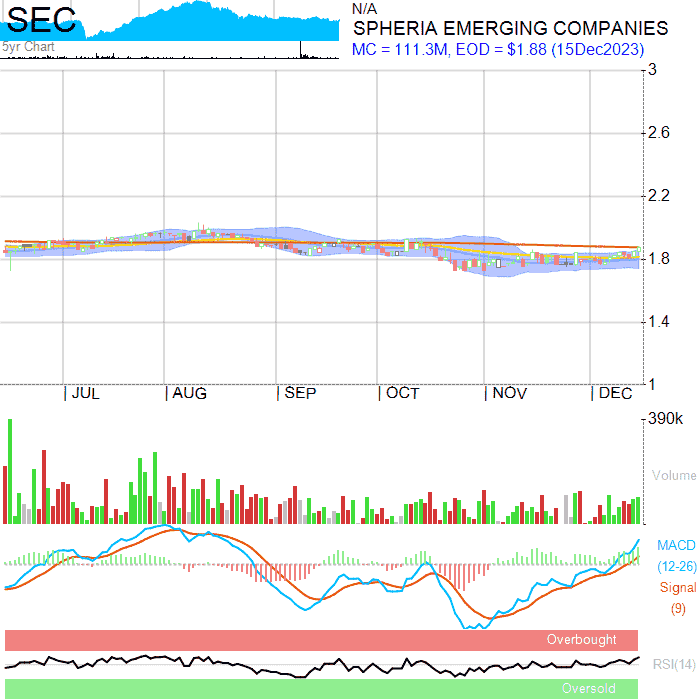 SEC
N/A
SPHERIA EMERGING COMPANIES
5yr Chart
MC = 111.3M, EOD = $1.88 (15Dec2023)
3
2.6
2.2
1.8
1.4
1
JUL AUG SEP OCT NOV DEC
390k
Volume
MACD
(12-26)
Signal
(9)
Overbought
RSI(14)
Oversold